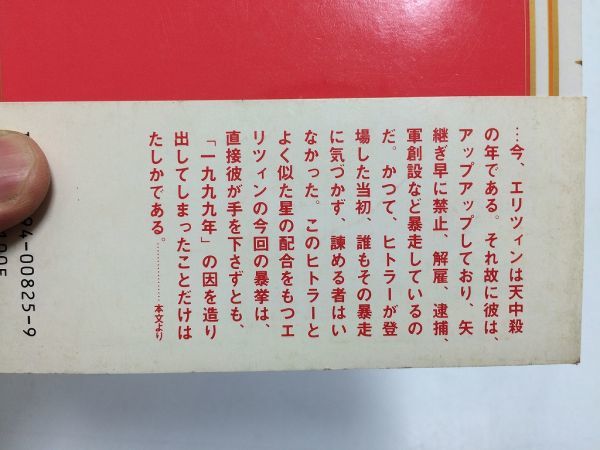 …今、エリツィンは天中殺
の年である。それ故に彼は、
アップアップしており、矢
継ぎ早に禁止、解雇、逮捕、
軍創設など暴走しているの
だ。かつて、ヒトラーが登
場した当初、誰もその暴走
に気づかず、諫める者はい
なかった。このヒトラーと
よく似た星の配合をもつエ
リツィンの今回の暴挙は、
直接彼が手を下さずとも、
「一九九九年」の因を造り
出してしまったことだけは
たしかである。…………本文より
94-00825-9